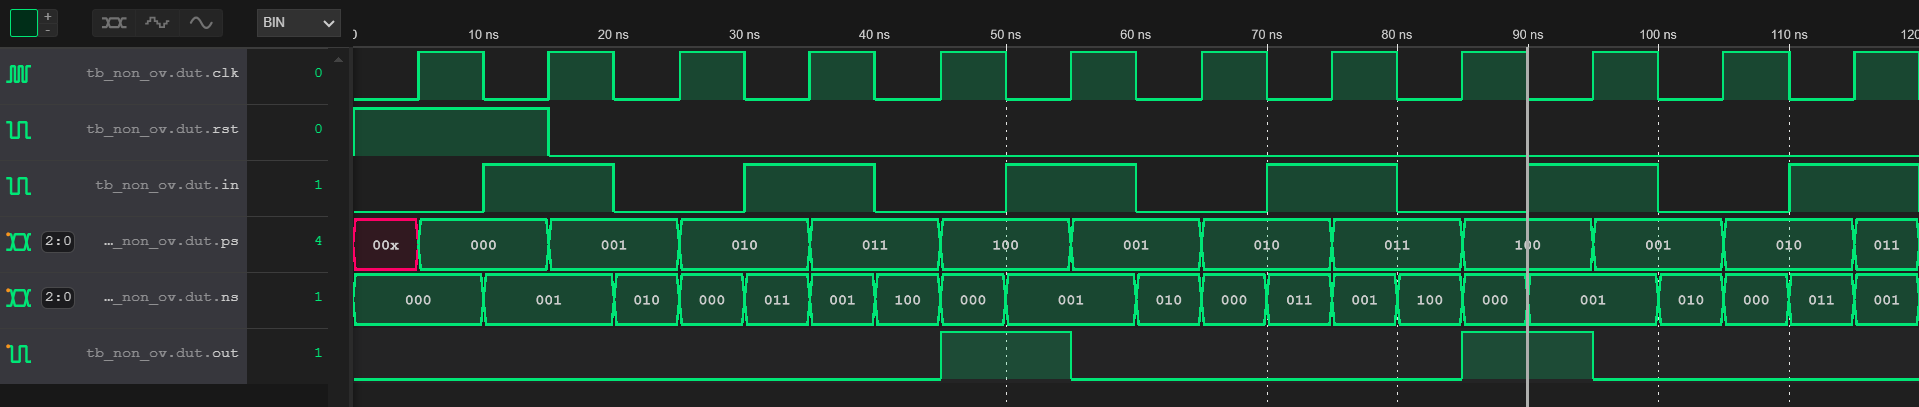 +
-
BIN
0 10 ns 20 ns 30 ns 40 ns 50 ns 60 ns 70 ns 80 ns 90 ns 100 ns 110 ns 120
tb_non_ov.dut.clk 0
tb_non_ov.dut.rst 0
tb_non_ov.dut.in 1
2:0 …_non_ov.dut.ps 4 00x 000 001 010 011 100 001 010 011 100 001 010 011
2:0 …_non_ov.dut.ns 1 000 001 010 000 011 001 100 000 001 010 000 011 001 100 000 001 010 000 011 001
tb_non_ov.dut.out 1